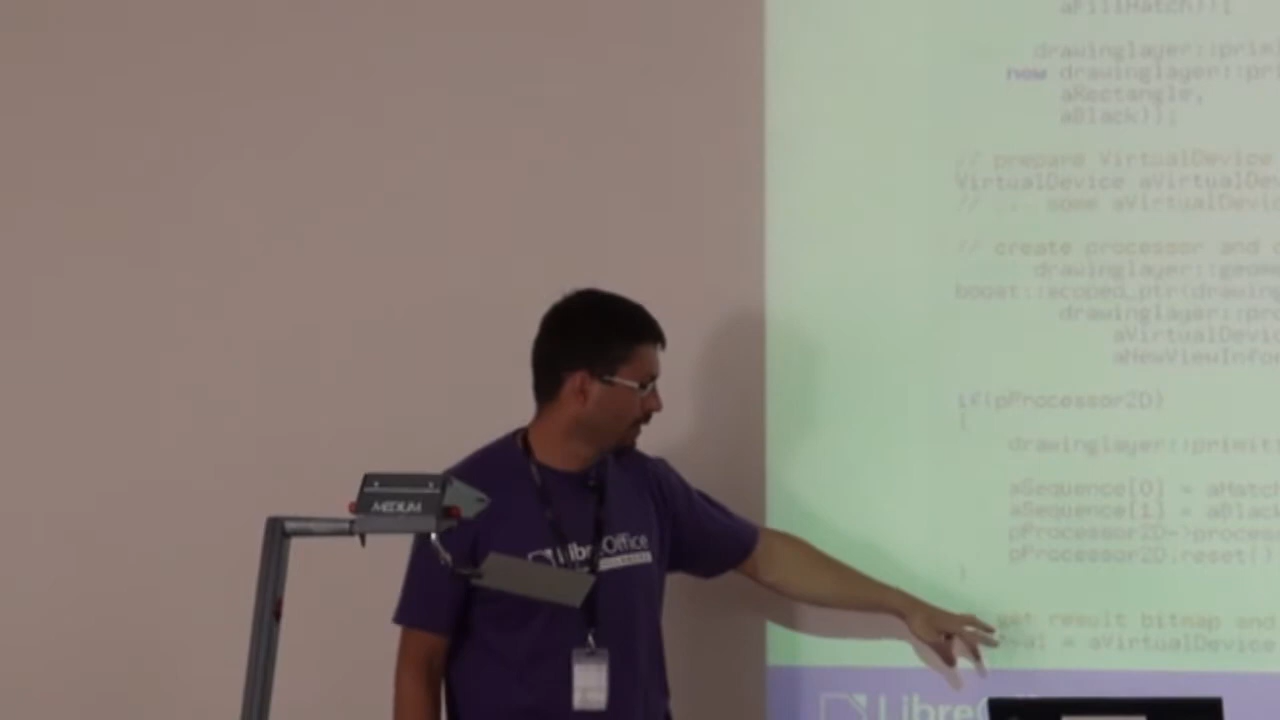 aFillHatch));
drawinglayer::primi
new drawinglayer::pri
aRectangle,
aBlack));
// prepare VirtualDevice
VirtualDevice aVirtualDev
// ... some aVirtualDevic
// create processor and
drawinglayer::geome
boost::scoped_ptr<drawing
drawinglayer::pro
aVirtualDevic
aNewViewInfor
if(pProcessor2D)
{
drawinglayer::primiti
aSequence[0] = aHatch
aSequence[1] = aBlack
pProcessor2D->process
pProcessor2D.reset()
}
get result bitmap and
= aVirtualDevice
MEDIUM
LibreOffice